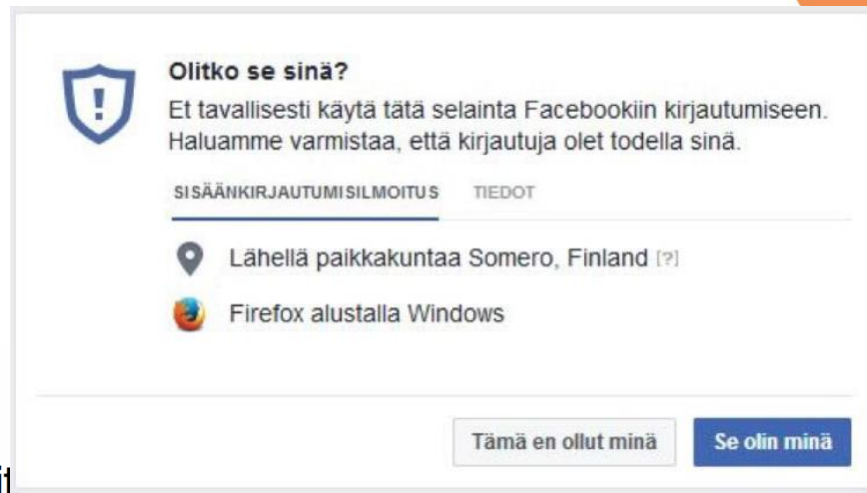 Olitko se sinä?
Et tavallisesti käytä tätä selainta Facebookiin kirjautumiseen.
Haluamme varmistaa, että kirjautuja olet todella sinä.
SISÄÄNKIRJAUTUMISILMOITUS TIEDOT
Lähellä paikkakuntaa Somero, Finland [?]
Firefox alustalla Windows
Tämä en ollut minä Se olin minä